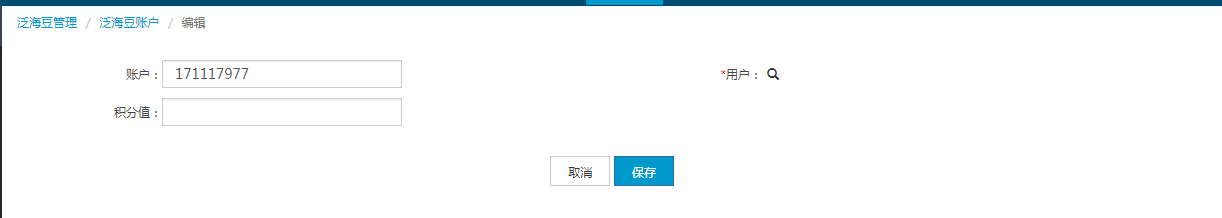 泛海豆管理 / 泛海豆账户 / 编辑
账户： 171117977 *用户：
积分值：
取消 保存